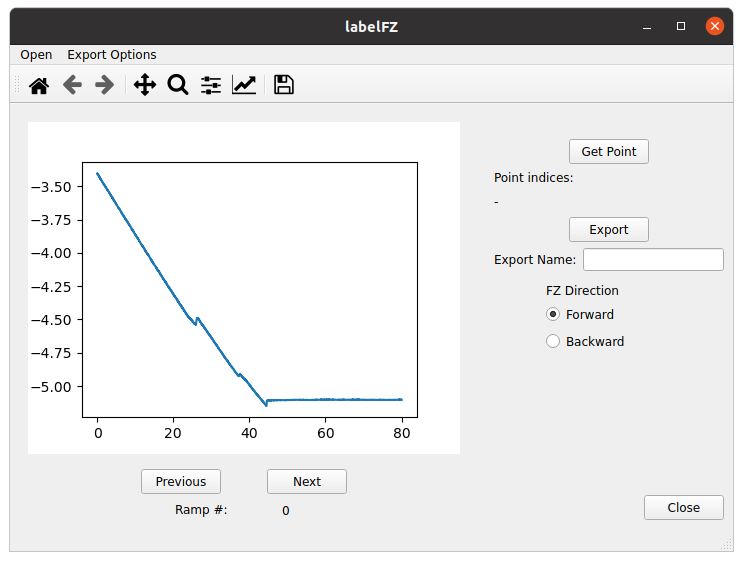 labelFZ
Open Export Options
Get Point
Point indices:
-
Export
Export Name:
FZ Direction
Forward
Backward
−3.50
−3.75
−4.00
−4.25
−4.50
−4.75
−5.00
0 20 40 60 80
Previous Next
Ramp #: 0
Close